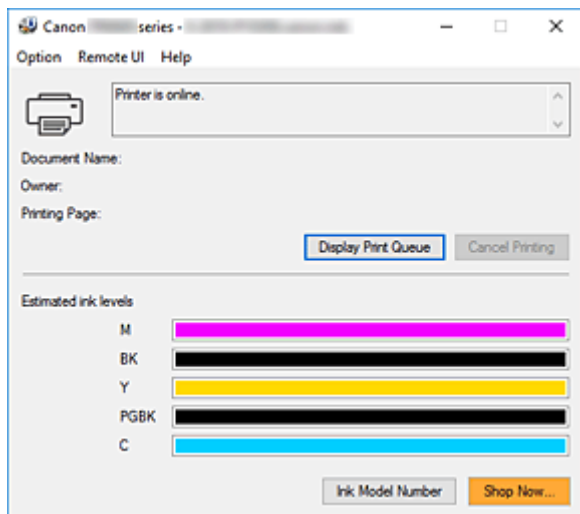 Canon series -
Option Remote UI Help
Printer is online.
Document Name:
Owner:
Printing Page:
Display Print Queue Cancel Printing
Estimated ink levels
M
BK
Y
PGBK
C
Ink Model Number Shop Now...